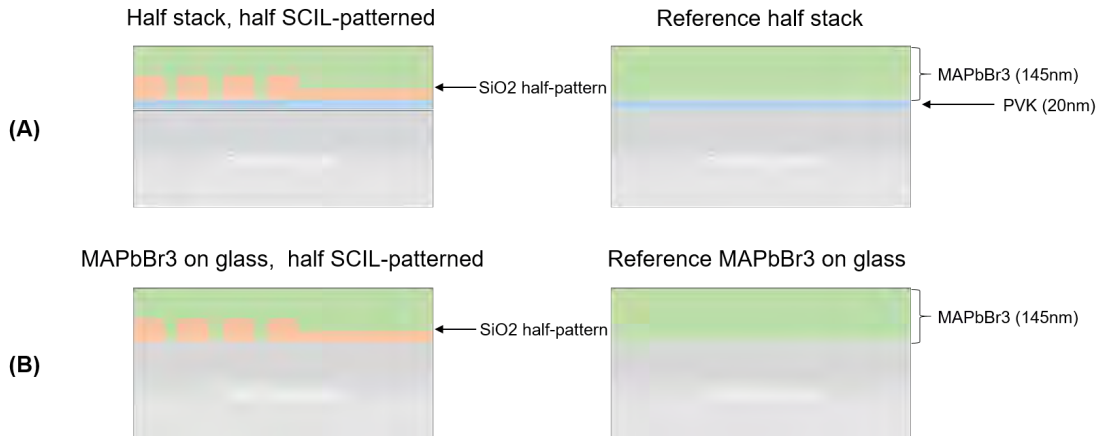 Half stack, half SCIL-patterned
Reference half stack
SiO2 half-pattern
MAPbBr3 (145nm)
PVK (20nm)
(A)
MAPbBr3 on glass,  half SCIL-patterned
Reference MAPbBr3 on glass
SiO2 half-pattern
MAPbBr3 (145nm)
(B)